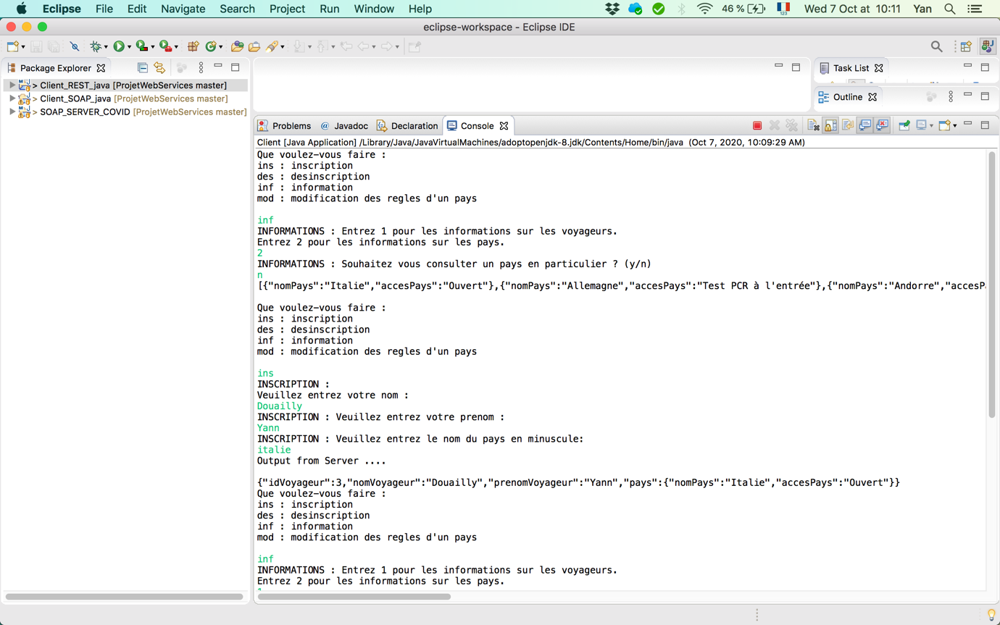 Eclipse File Edit Navigate Search Project Run Window Help 46 % 123 Wed 7 Oct at 10:11 Yan
eclipse-workspace - Eclipse IDE
Package Explorer
Task List
> Client_REST_java [ProjetWebServices master]
> Client_SOAP_java [ProjetWebServices master]
> SOAP_SERVER_COVID [ProjetWebServices master]
Outline
Problems @ Javadoc Declaration Console
Client [Java Application] /Library/Java/JavaVirtualMachines/adoptopenjdk-8.jdk/Contents/Home/bin/java (Oct 7, 2020, 10:09:29 AM)
Que voulez-vous faire :
ins : inscription
des : desinscription
inf : information
mod : modification des regles d'un pays
inf
INFORMATIONS : Entrez 1 pour les informations sur les voyageurs.
Entrez 2 pour les informations sur les pays.
2
INFORMATIONS : Souhaitez vous consulter un pays en particulier ? (y/n)
n
[{"nomPays":"Italie","accesPays":"Ouvert"},{"nomPays":"Allemagne","accesPays":"Test PCR à l'entrée"},{"nomPays":"Andorre","accesP
Que voulez-vous faire :
ins : inscription
des : desinscription
inf : information
mod : modification des regles d'un pays
ins
INSCRIPTION :
Veuillez entrez votre nom :
Douailly
INSCRIPTION : Veuillez entrez votre prenom :
Yann
INSCRIPTION : Veuillez entrez le nom du pays en minuscule:
italie
Output from Server ....
{"idVoyageur":3,"nomVoyageur":"Douailly","prenomVoyageur":"Yann","pays":{"nomPays":"Italie","accesPays":"Ouvert"}}
Que voulez-vous faire :
ins : inscription
des : desinscription
inf : information
mod : modification des regles d'un pays
inf
INFORMATIONS : Entrez 1 pour les informations sur les voyageurs.
Entrez 2 pour les informations sur les pays.